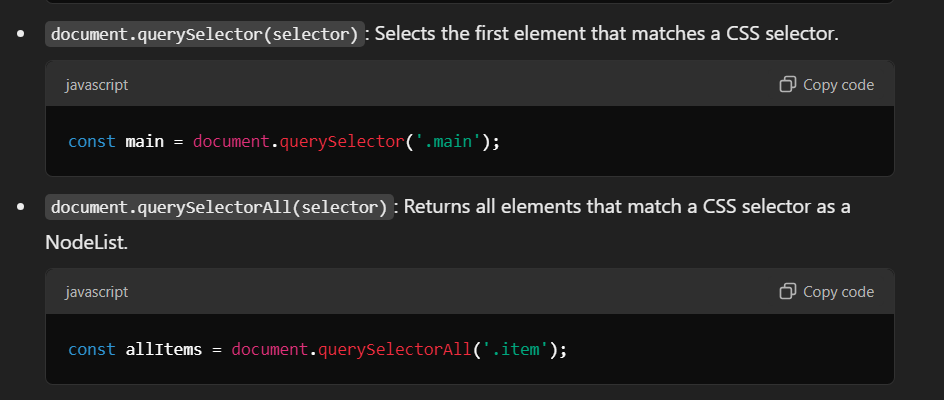 document.querySelector(selector): Selects the first element that matches a CSS selector.
javascript
Copy code
const main = document.querySelector('.main');
document.querySelectorAll(selector): Returns all elements that match a CSS selector as a
NodeList.
javascript
Copy code
const allItems = document.querySelectorAll('.item');